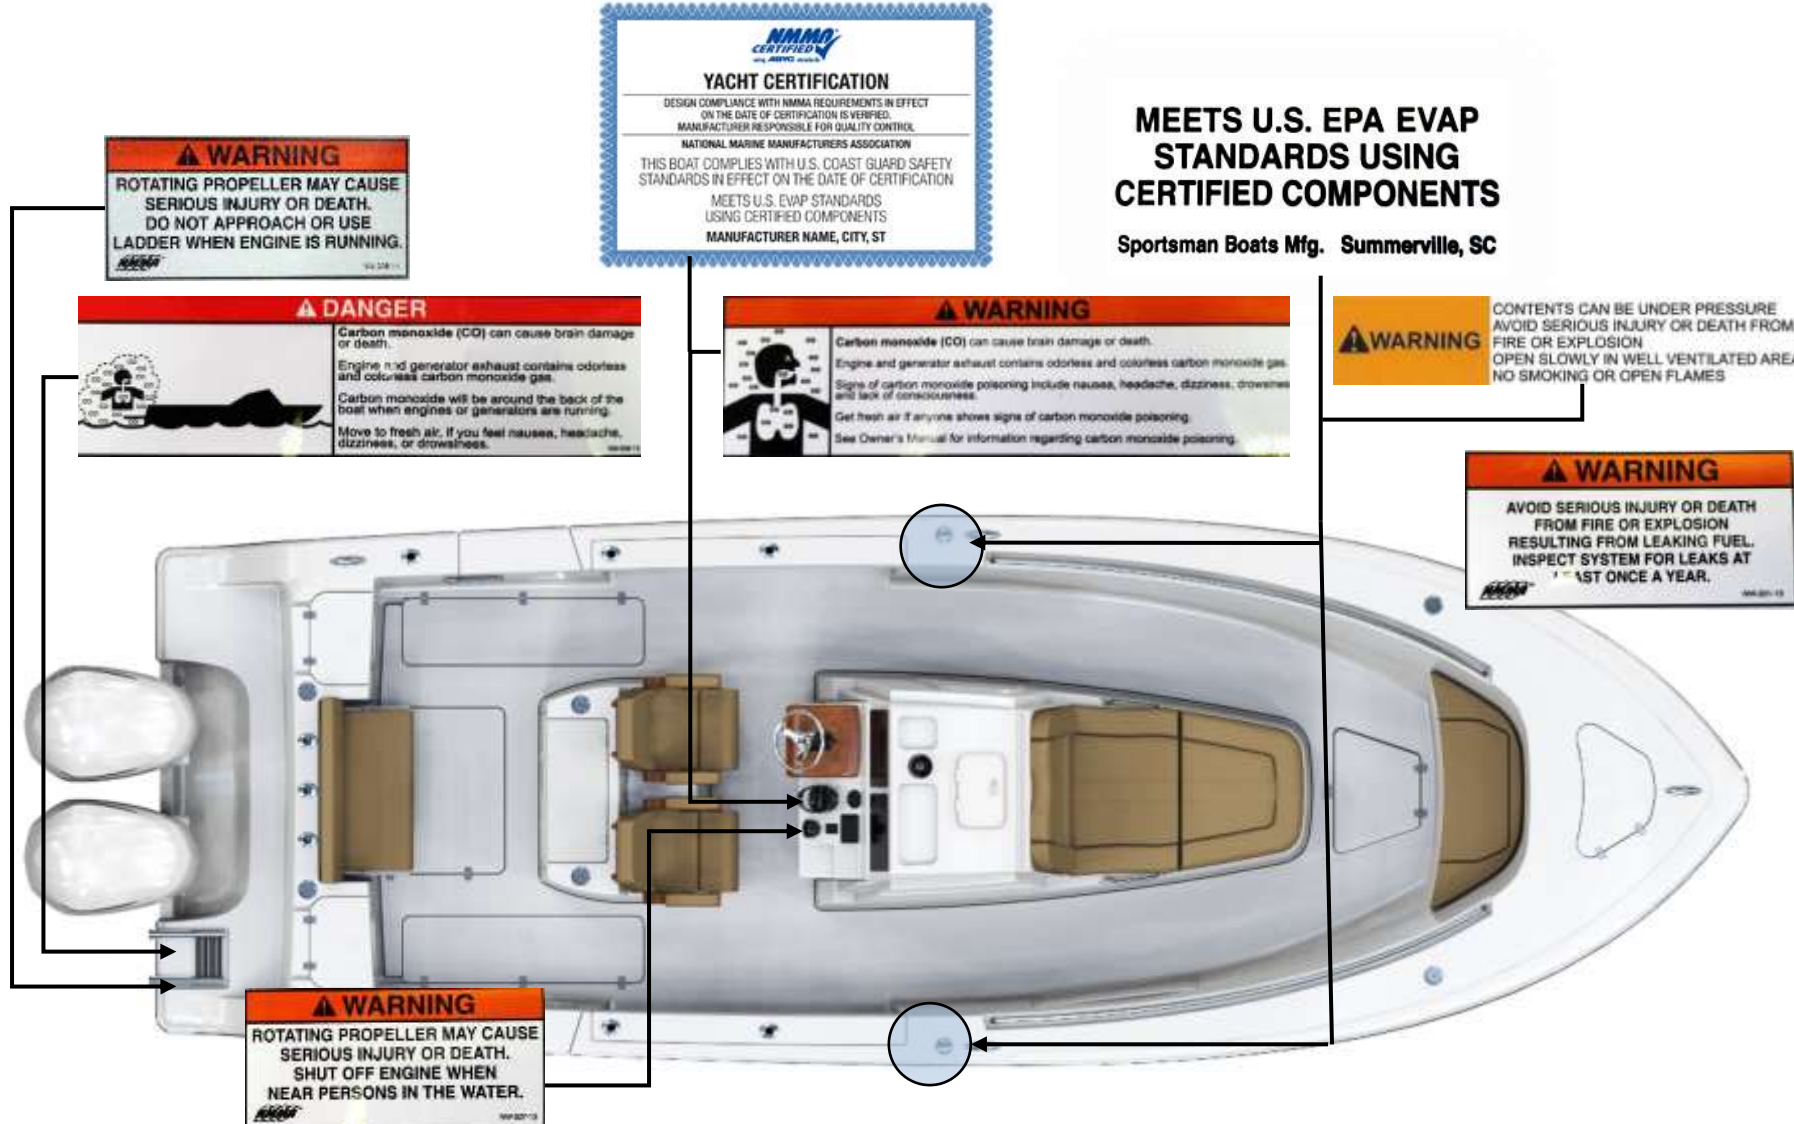 NMMA
CERTIFIED
YACHT CERTIFICATION
DESIGN COMPLIANCE WITH NMMA REQUIREMENTS IN EFFECT
ON THE DATE OF CERTIFICATION IS VERIFIED.
MANUFACTURER RESPONSIBLE FOR QUALITY CONTROL
NATIONAL MARINE MANUFACTURERS ASSOCIATION
THIS BOAT COMPLIES WITH U.S. COAST GUARD SAFETY
STANDARDS IN EFFECT ON THE DATE OF CERTIFICATION
MEETS U.S. EVAP STANDARDS
USING CERTIFIED COMPONENTS
MANUFACTURER NAME, CITY, ST
MEETS U.S. EPA EVAP
STANDARDS USING
CERTIFIED COMPONENTS
Sportsman Boats Mfg. Summerville, SC
WARNING
ROTATING PROPELLER MAY CAUSE
SERIOUS INJURY OR DEATH.
DO NOT APPROACH OR USE
LADDER WHEN ENGINE IS RUNNING.
NMMA
DANGER
Carbon monoxide (CO) can cause brain damage
or death.
Engine and generator exhaust contains odorless
and colorless carbon monoxide gas.
Carbon monoxide will be around the back of the
boat when engines or generators are running.
Move to fresh air, if you feel nausea, headache,
dizziness, or drowsiness.
WARNING
Carbon monoxide (CO) can cause brain damage or death.
Engine and generator exhaust contains odorless and colorless carbon monoxide gas.
Signs of carbon monoxide poisoning include nausea, headache, dizziness, drowsiness
and lack of consciousness.
Get fresh air if anyone shows signs of carbon monoxide poisoning.
See Owner's Manual for information regarding carbon monoxide poisoning.
WARNING
CONTENTS CAN BE UNDER PRESSURE
AVOID SERIOUS INJURY OR DEATH FROM
FIRE OR EXPLOSION
OPEN SLOWLY IN WELL VENTILATED AREA
NO SMOKING OR OPEN FLAMES
WARNING
AVOID SERIOUS INJURY OR DEATH
FROM FIRE OR EXPLOSION
RESULTING FROM LEAKING FUEL.
INSPECT SYSTEM FOR LEAKS AT
LEAST ONCE A YEAR.
NMMA
WARNING
ROTATING PROPELLER MAY CAUSE
SERIOUS INJURY OR DEATH.
SHUT OFF ENGINE WHEN
NEAR PERSONS IN THE WATER.
NMMA